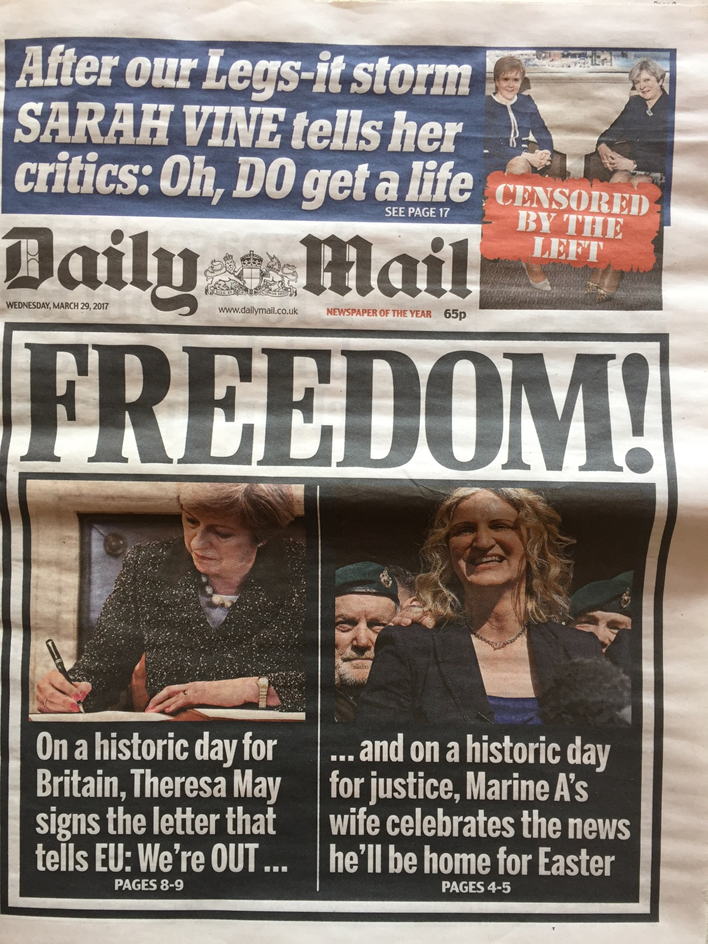 After our Legs-it storm
SARAH VINE tells her
critics: Oh, DO get a life
SEE PAGE 17
CENSORED
BY THE
LEFT
Daily Mail
WEDNESDAY, MARCH 29, 2017
www.dailymail.co.uk
NEWSPAPER OF THE YEAR
65p
FREEDOM!
On a historic day for
Britain, Theresa May
signs the letter that
tells EU: We're OUT ...
PAGES 8-9
... and on a historic day
for justice, Marine A's
wife celebrates the news
he'll be home for Easter
PAGES 4-5